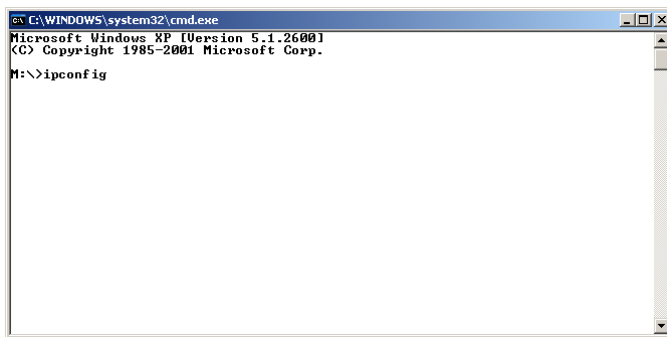 C:\WINDOWS\system32\cmd.exe
Microsoft Windows XP [Version 5.1.2600]
(C) Copyright 1985-2001 Microsoft Corp.
M:\>ipconfig